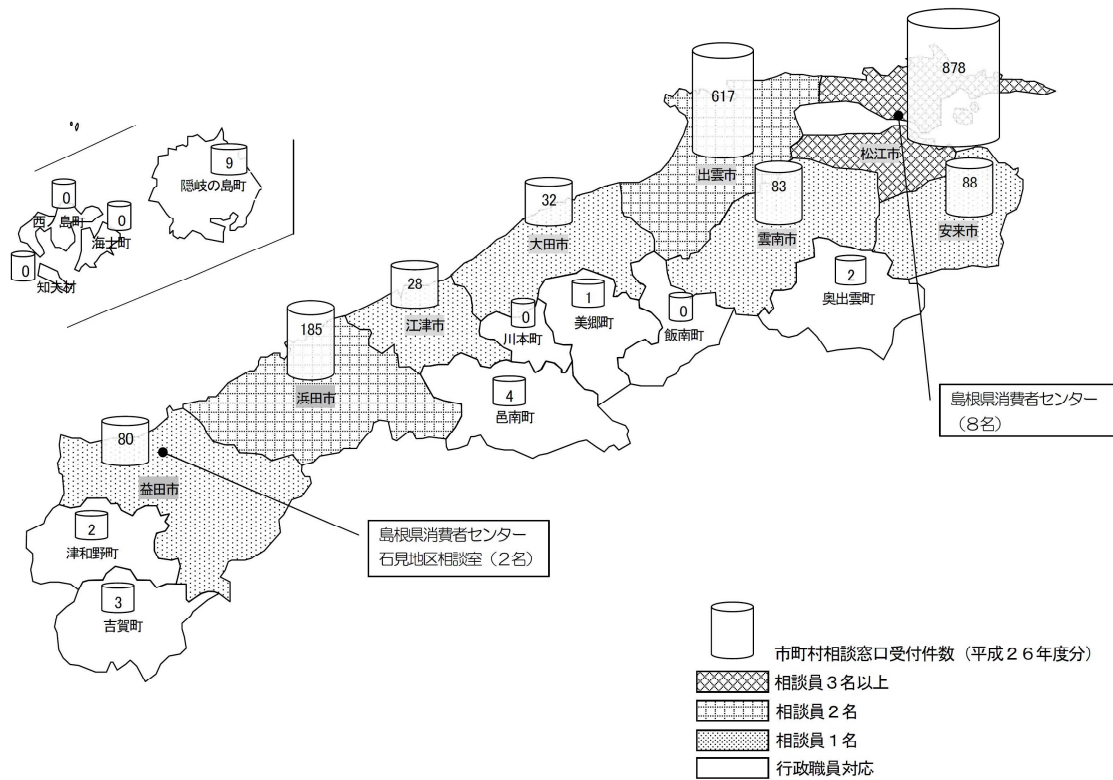 878
617
松江市
9
隠岐の島町
出雲市
83
88
0
32
雲南市
安来市
西ノ島町
0
海士町
大田市
2
奥出雲町
0
知夫村
28
1
美郷町
0
飯南町
江津市
0
川本町
185
4
邑南町
浜田市
島根県消費者センター
(8名)
80
益田市
2
津和野町
島根県消費者センター
石見地区相談室(2名)
3
吉賀町
市町村相談窓口受付件数(平成26年度分)
相談員3名以上
相談員2名
相談員1名
行政職員対応